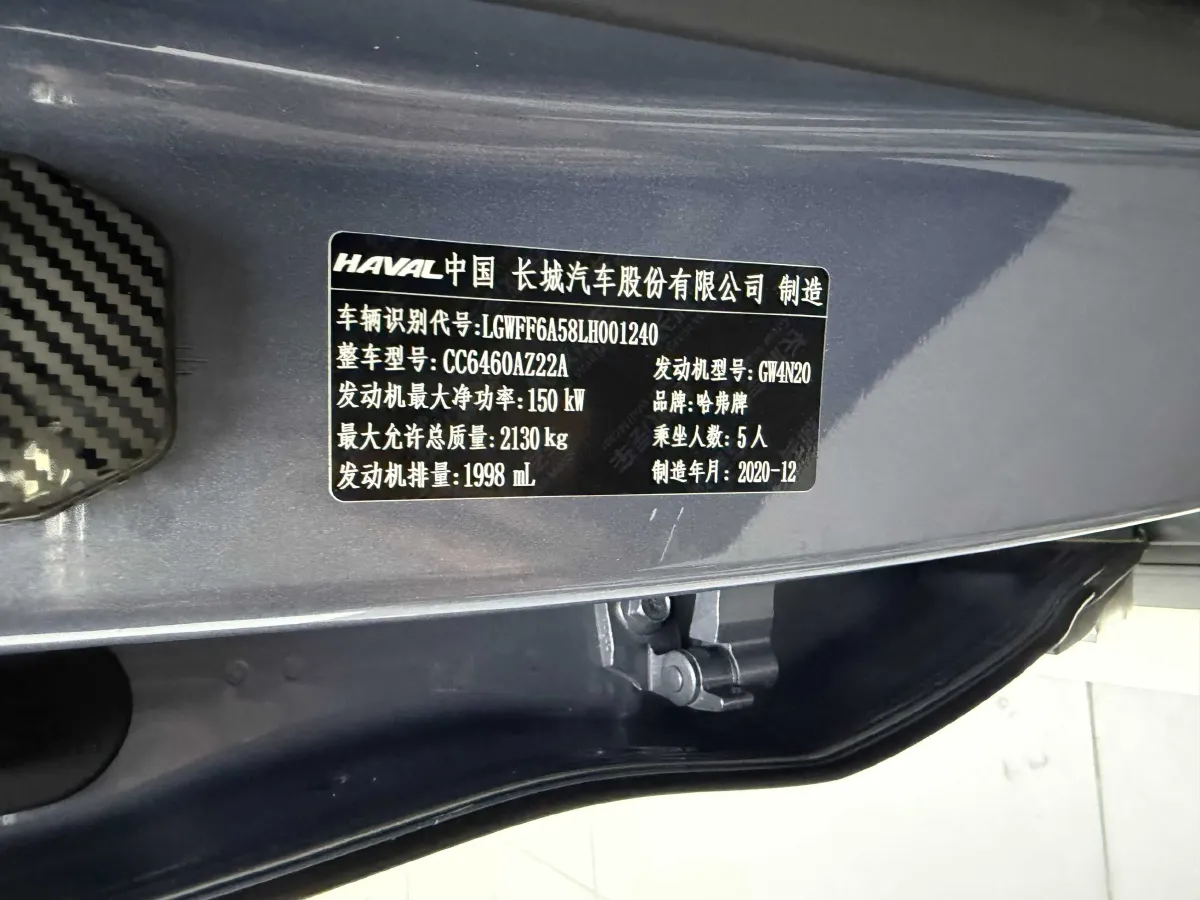 HAVAL中国 长城汽车股份有限公司 制造
车辆识别代号:LGWFF6A58LH001240
整车型号:CC6460AZ22A 发动机型号:GW4N20
发动机最大净功率:150 kW 品牌:哈弗牌
最大允许总质量:2130 kg 乘坐人数:5人
发动机排量:1998 mL 制造年月:2020-12